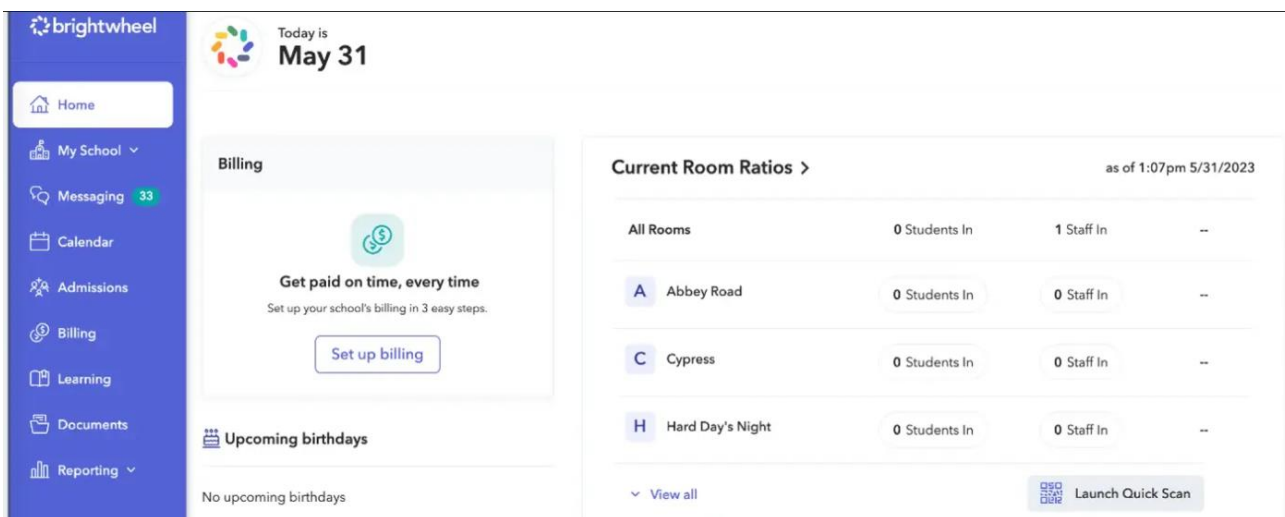 brightwheel
Home
My School
Messaging 33
Calendar
Admissions
Billing
Learning
Documents
Reporting
Today is
May 31
Billing
Get paid on time, every time
Set up your school's billing in 3 easy steps.
Set up billing
Upcoming birthdays
No upcoming birthdays
Current Room Ratios > as of 1:07pm 5/31/2023
All Rooms 0 Students In 1 Staff In --
A Abbey Road 0 Students In 0 Staff In --
C Cypress 0 Students In 0 Staff In --
H Hard Day's Night 0 Students In 0 Staff In --
View all Launch Quick Scan